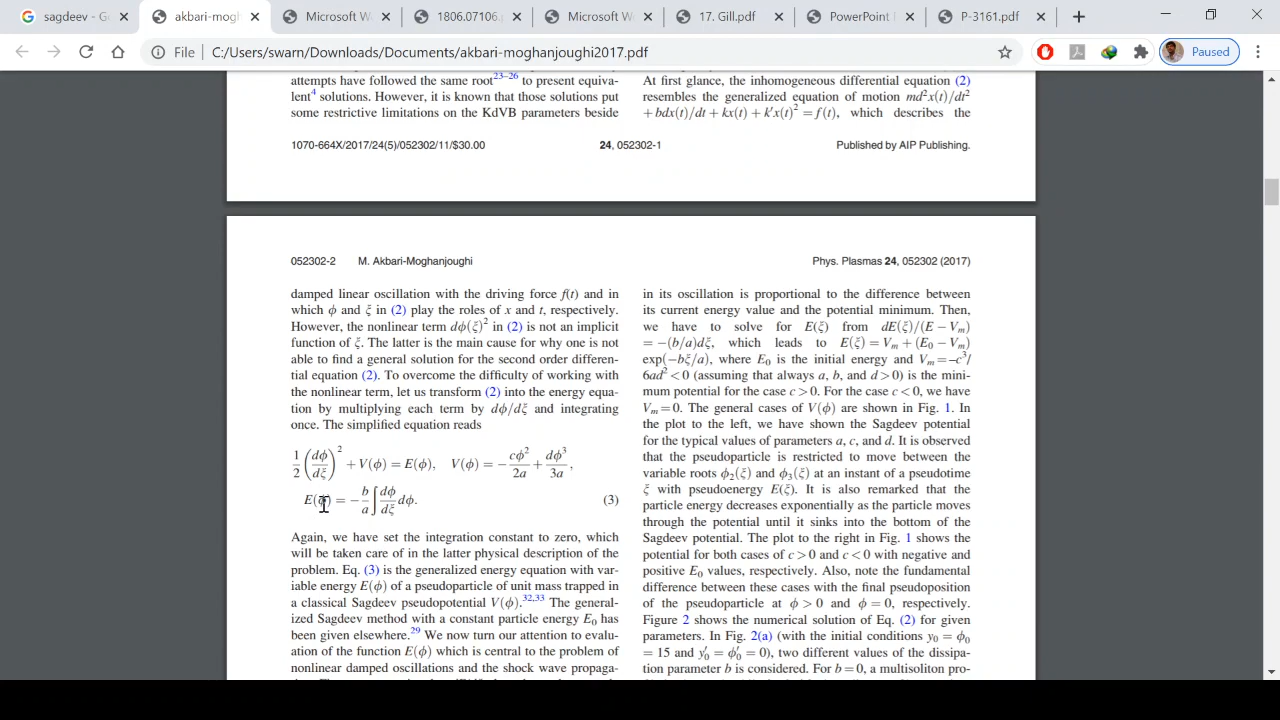 sagdeev - Go
akbari-mogh
Microsoft W
1806.07106.p
Microsoft W
17. Gill.pdf
PowerPoint
P-3161.pdf
File C:/Users/swarn/Downloads/Documents/akbari-moghanjoughi2017.pdf
Paused
attempts have followed the same root23–26 to present equiva-
lent4 solutions. However, it is known that those solutions put
some restrictive limitations on the KdVB parameters beside
At first glance, the inhomogeneous differential equation (2)
resembles the generalized equation of motion md²x(t)/dt²
+ bdx(t)/dt + kx(t) + k′x(t)² = f(t), which describes the
1070-664X/2017/24(5)/052302/11/$30.00
24, 052302-1
Published by AIP Publishing.
052302-2 M. Akbari-Moghanjoughi
Phys. Plasmas 24, 052302 (2017)
damped linear oscillation with the driving force f(t) and in
which ϕ and ξ in (2) play the roles of x and t, respectively.
However, the nonlinear term dϕ(ξ)² in (2) is not an implicit
function of ξ. The latter is the main cause for why one is not
able to find a general solution for the second order differen-
tial equation (2). To overcome the difficulty of working with
the nonlinear term, let us transform (2) into the energy equa-
tion by multiplying each term by dϕ/dξ and integrating
once. The simplified equation reads
1/2 (dϕ/dξ)² + V(ϕ) = E(ϕ), V(ϕ) = −cϕ²/2a + dϕ³/3a,
E(ϕ) = −b/a ∫ dϕ/dξ dϕ. (3)
Again, we have set the integration constant to zero, which
will be taken care of in the latter physical description of the
problem. Eq. (3) is the generalized energy equation with var-
iable energy E(ϕ) of a pseudoparticle of unit mass trapped in
a classical Sagdeev pseudopotential V(ϕ).32,33 The general-
ized Sagdeev method with a constant particle energy E0 has
been given elsewhere.29 We now turn our attention to evalu-
ation of the function E(ϕ) which is central to the problem of
nonlinear damped oscillations and the shock wave propaga-
in its oscillation is proportional to the difference between
its current energy value and the potential minimum. Then,
we have to solve for E(ξ) from dE(ξ)/(E − Vm)
= −(b/a)dξ, which leads to E(ξ) = Vm + (E0 − Vm)
exp(−bξ/a), where E0 is the initial energy and Vm = −c³/
6ad² < 0 (assuming that always a, b, and d > 0) is the mini-
mum potential for the case c > 0. For the case c < 0, we have
Vm = 0. The general cases of V(ϕ) are shown in Fig. 1. In
the plot to the left, we have shown the Sagdeev potential
for the typical values of parameters a, c, and d. It is observed
that the pseudoparticle is restricted to move between the
variable roots ϕ2(ξ) and ϕ3(ξ) at an instant of a pseudotime
ξ with pseudoenergy E(ξ). It is also remarked that the
particle energy decreases exponentially as the particle moves
through the potential until it sinks into the bottom of the
Sagdeev potential. The plot to the right in Fig. 1 shows the
potential for both cases of c > 0 and c < 0 with negative and
positive E0 values, respectively. Also, note the fundamental
difference between these cases with the final pseudoposition
of the pseudoparticle at ϕ > 0 and ϕ = 0, respectively.
Figure 2 shows the numerical solution of Eq. (2) for given
parameters. In Fig. 2(a) (with the initial conditions y0 = ϕ0
= 15 and y′0 = ϕ′0 = 0), two different values of the dissipa-
tion parameter b is considered. For b = 0, a multisoliton pro-